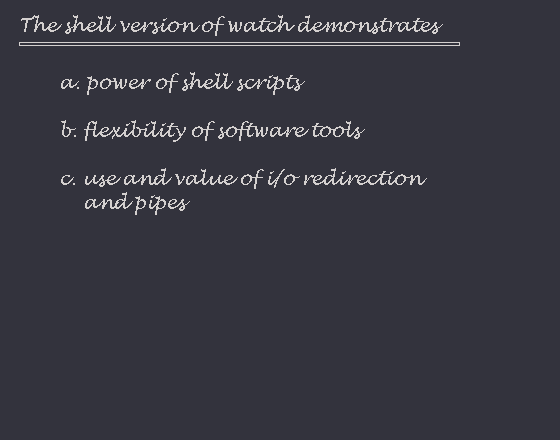 The shell version of watch demonstrates
a. power of shell scripts
b. flexibility of software tools
c. use and value of i/o redirection
and pipes